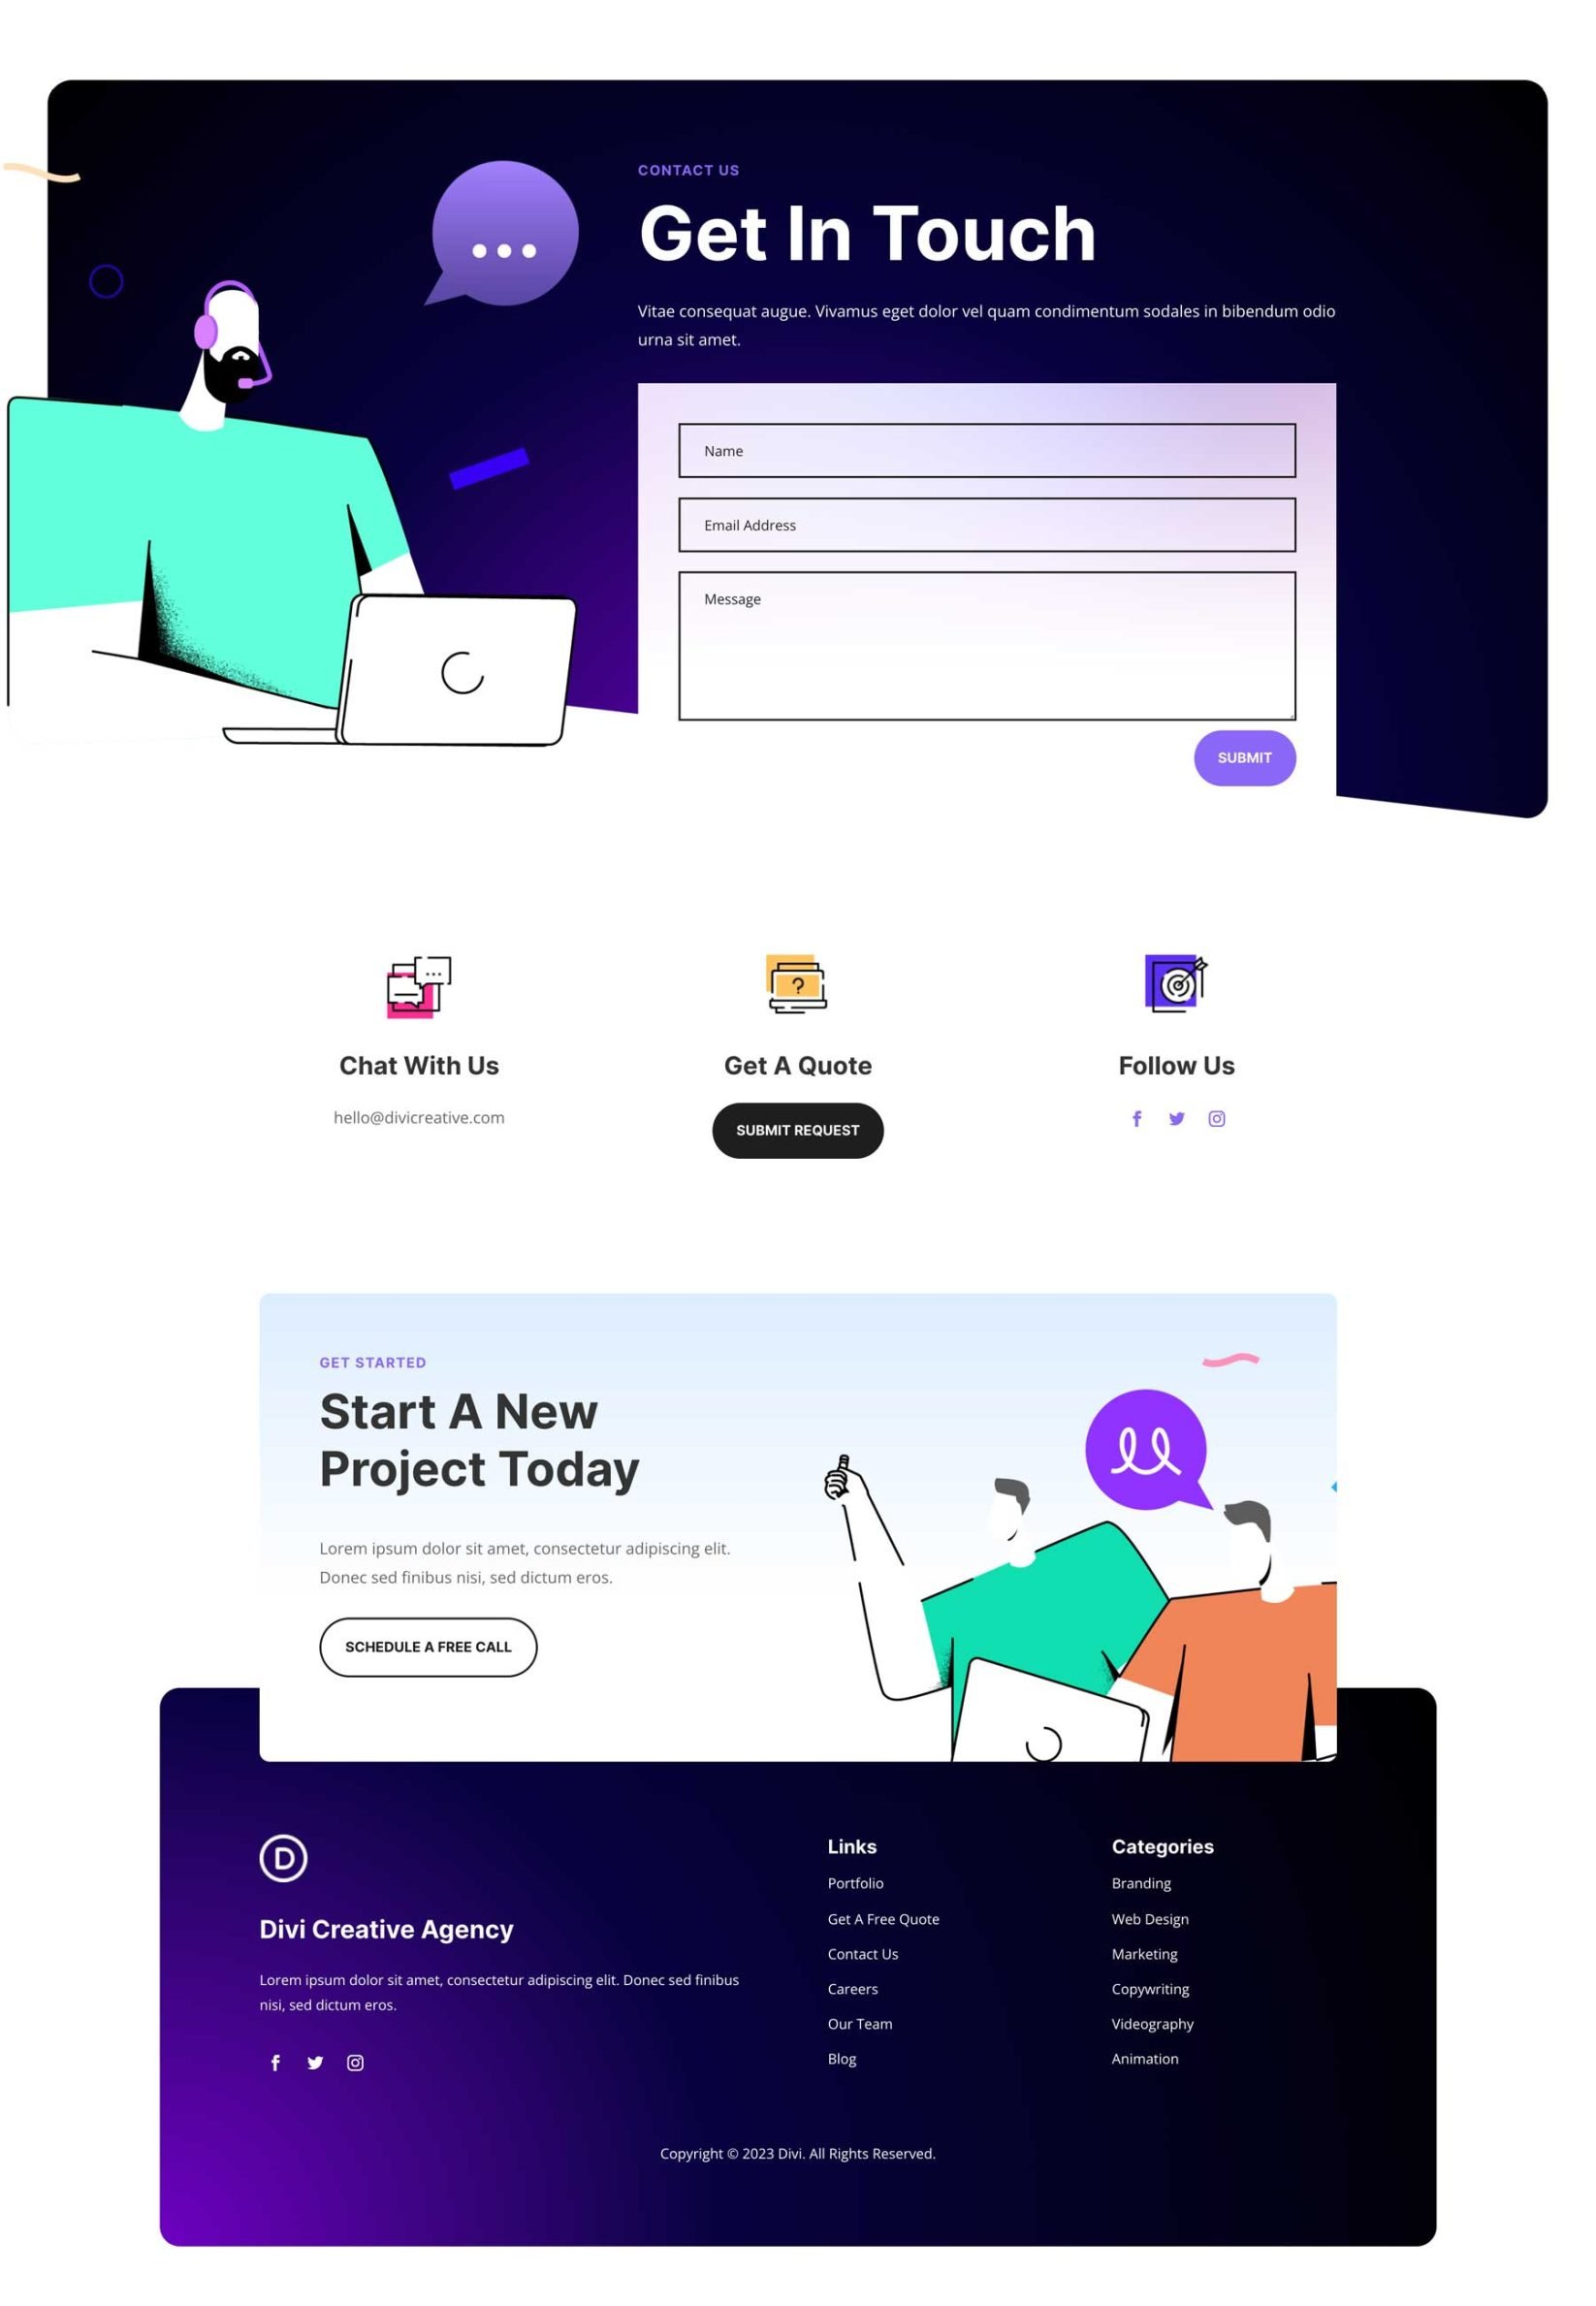 CONTACT US
Get In Touch
Vitae consequat augue. Vivamus eget dolor vel quam condimentum sodales in bibendum odio
urna sit amet.
Name
Email Address
Message
SUBMIT
Chat With Us
hello@divicreative.com
Get A Quote
SUBMIT REQUEST
Follow Us
GET STARTED
Start A New
Project Today
Lorem ipsum dolor sit amet, consectetur adipiscing elit.
Donec sed finibus nisi, sed dictum eros.
SCHEDULE A FREE CALL
D
Divi Creative Agency
Lorem ipsum dolor sit amet, consectetur adipiscing elit. Donec sed finibus
nisi, sed dictum eros.
Links
Portfolio
Get A Free Quote
Contact Us
Careers
Our Team
Blog
Categories
Branding
Web Design
Marketing
Copywriting
Videography
Animation
Copyright © 2023 Divi. All Rights Reserved.